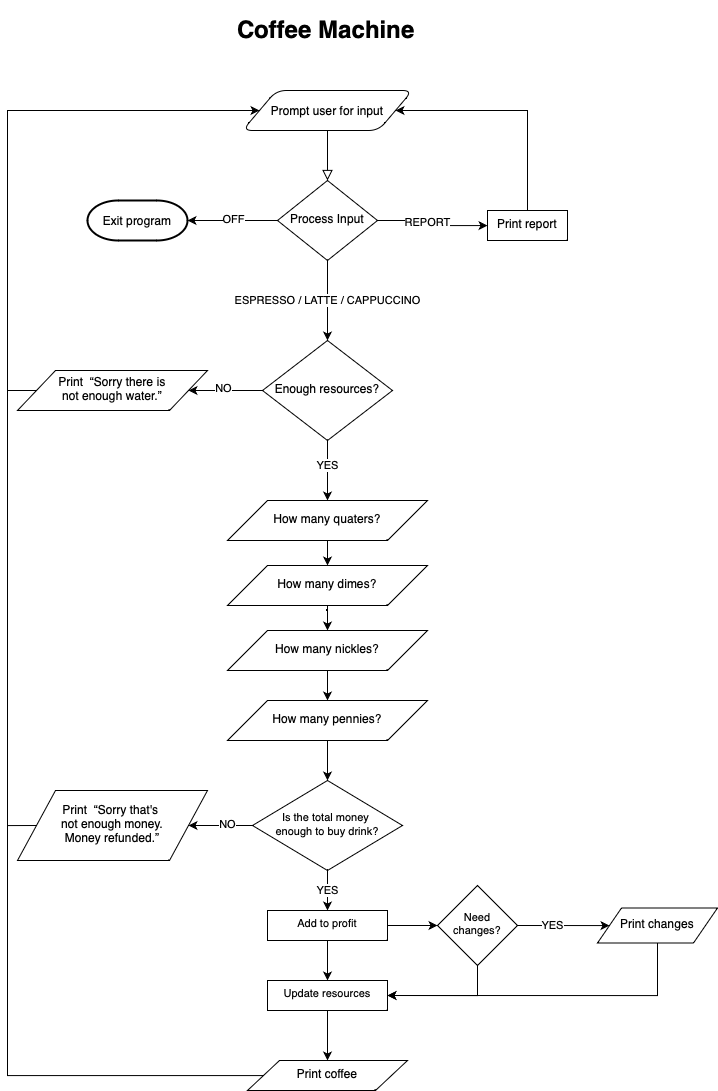 Coffee Machine
Prompt user for input
Exit program
OFF
Process Input
REPORT
Print report
ESPRESSO / LATTE / CAPPUCCINO
Print “Sorry there is
not enough water.”
NO
Enough resources?
YES
How many quaters?
How many dimes?
How many nickles?
How many pennies?
Print “Sorry that's
not enough money.
Money refunded.”
NO
Is the total money
enough to buy drink?
YES
Add to profit
Need
changes?
YES
Print changes
Update resources
Print coffee